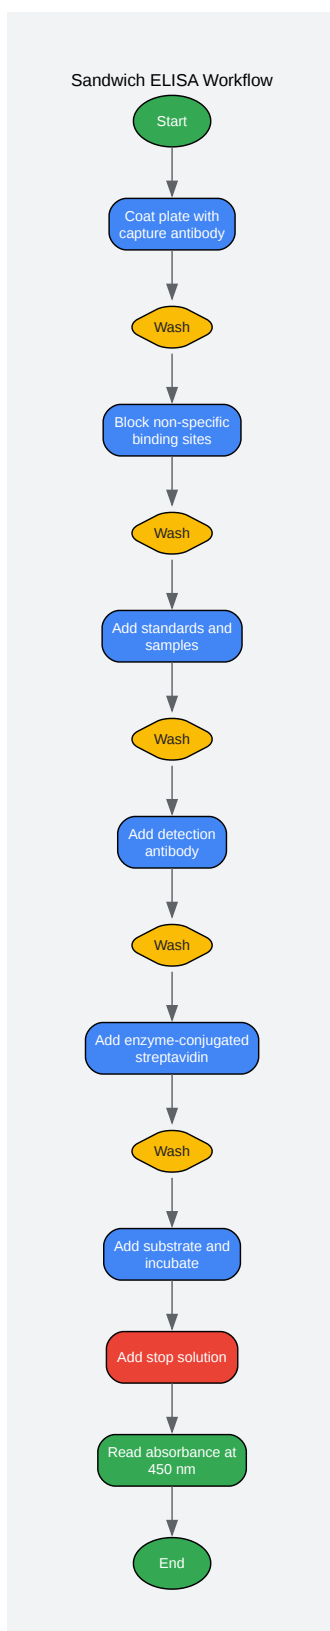 Sandwich ELISA Workflow
Start
Coat plate with
capture antibody
Wash
Block non-specific
binding sites
Wash
Add standards and
samples
Wash
Add detection
antibody
Wash
Add enzyme-conjugated
streptavidin
Wash
Add substrate and
incubate
Add stop solution
Read absorbance at
450 nm
End